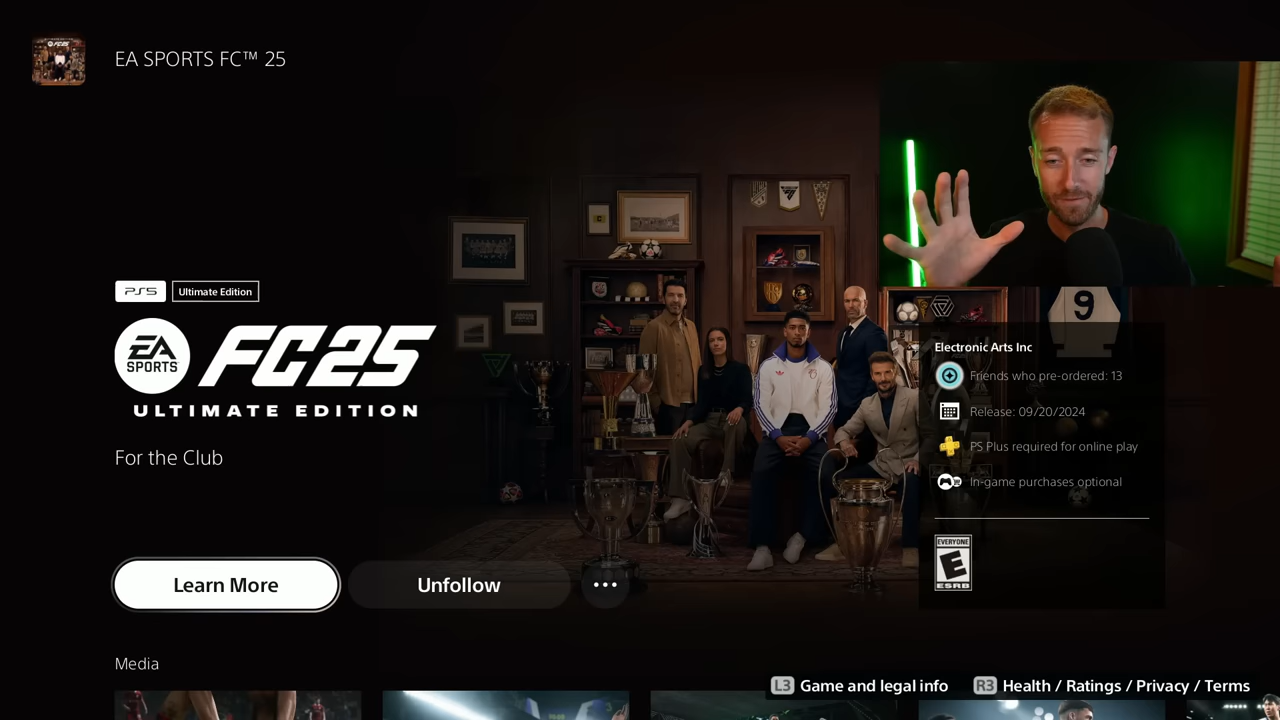 EA SPORTS FC™ 25
PS5 Ultimate Edition
EA SPORTS FC25
ULTIMATE EDITION
For the Club
Learn More
Unfollow
Media
9
Electronic Arts Inc
Friends who pre-ordered: 13
Release: 09/20/2024
PS Plus required for online play
In-game purchases optional
EVERYONE
E
ESRB
L3 Game and legal info
R3 Health / Ratings / Privacy / Terms